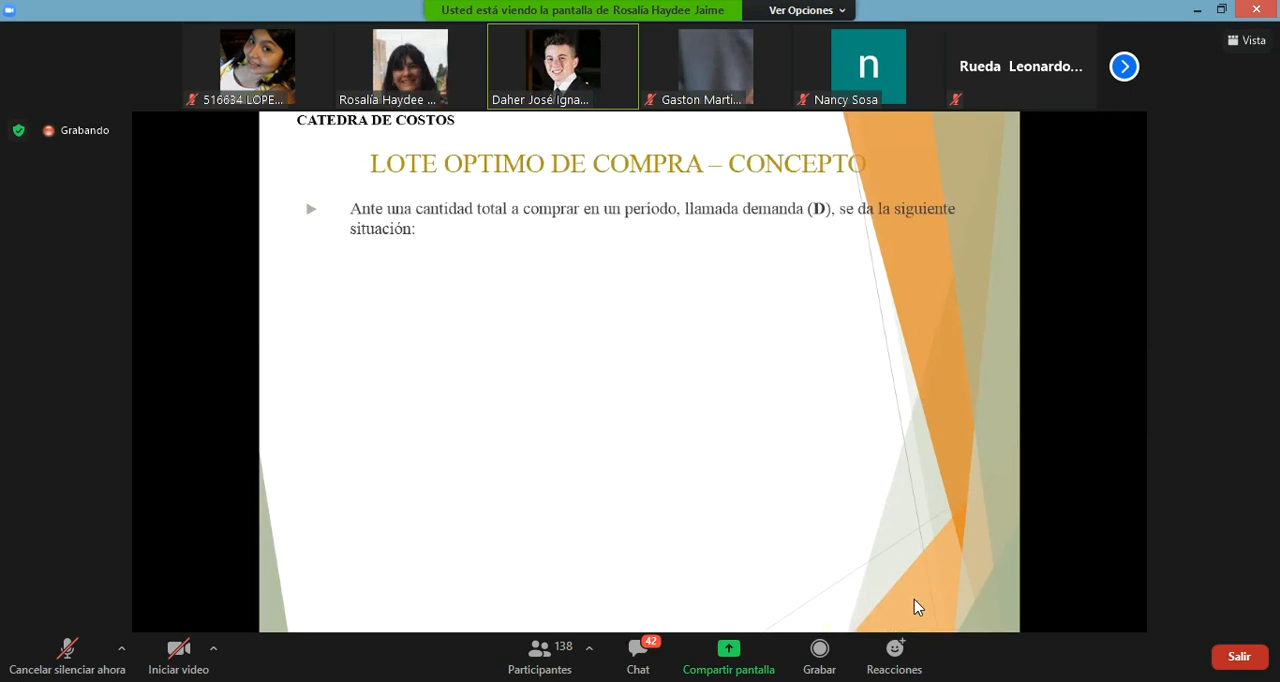 Usted está viendo la pantalla de Rosalía Haydee Jaime
Ver Opciones
Vista
516634 LOPE...
Rosalía Haydee ...
Daher José Igna...
Gaston Marti...
n
Nancy Sosa
Rueda Leonardo...
Grabando
CATEDRA DE COSTOS
LOTE OPTIMO DE COMPRA – CONCEPTO
Ante una cantidad total a comprar en un período, llamada demanda (D), se da la siguiente
situación:
Cancelar silenciar ahora
Iniciar video
138
Participantes
42
Chat
Compartir pantalla
Grabar
Reacciones
Salir